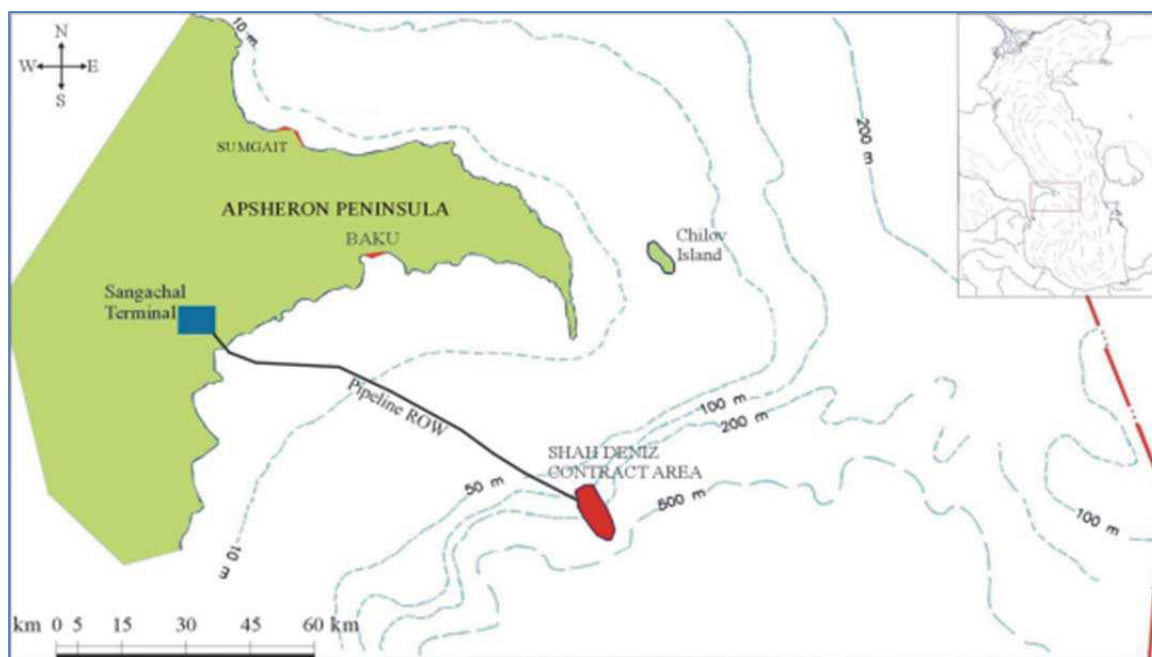 N
W E
S
10 m
200 m
SUMGAIT
APSHERON PENINSULA
BAKU
Chilov
Island
Sangachal
Terminal
Pipeline ROW
100 m
200 m
SHAH DENIZ
CONTRACT AREA
50 m
500 m
100 m
10 m
km 0 5 15 30 45 60 km